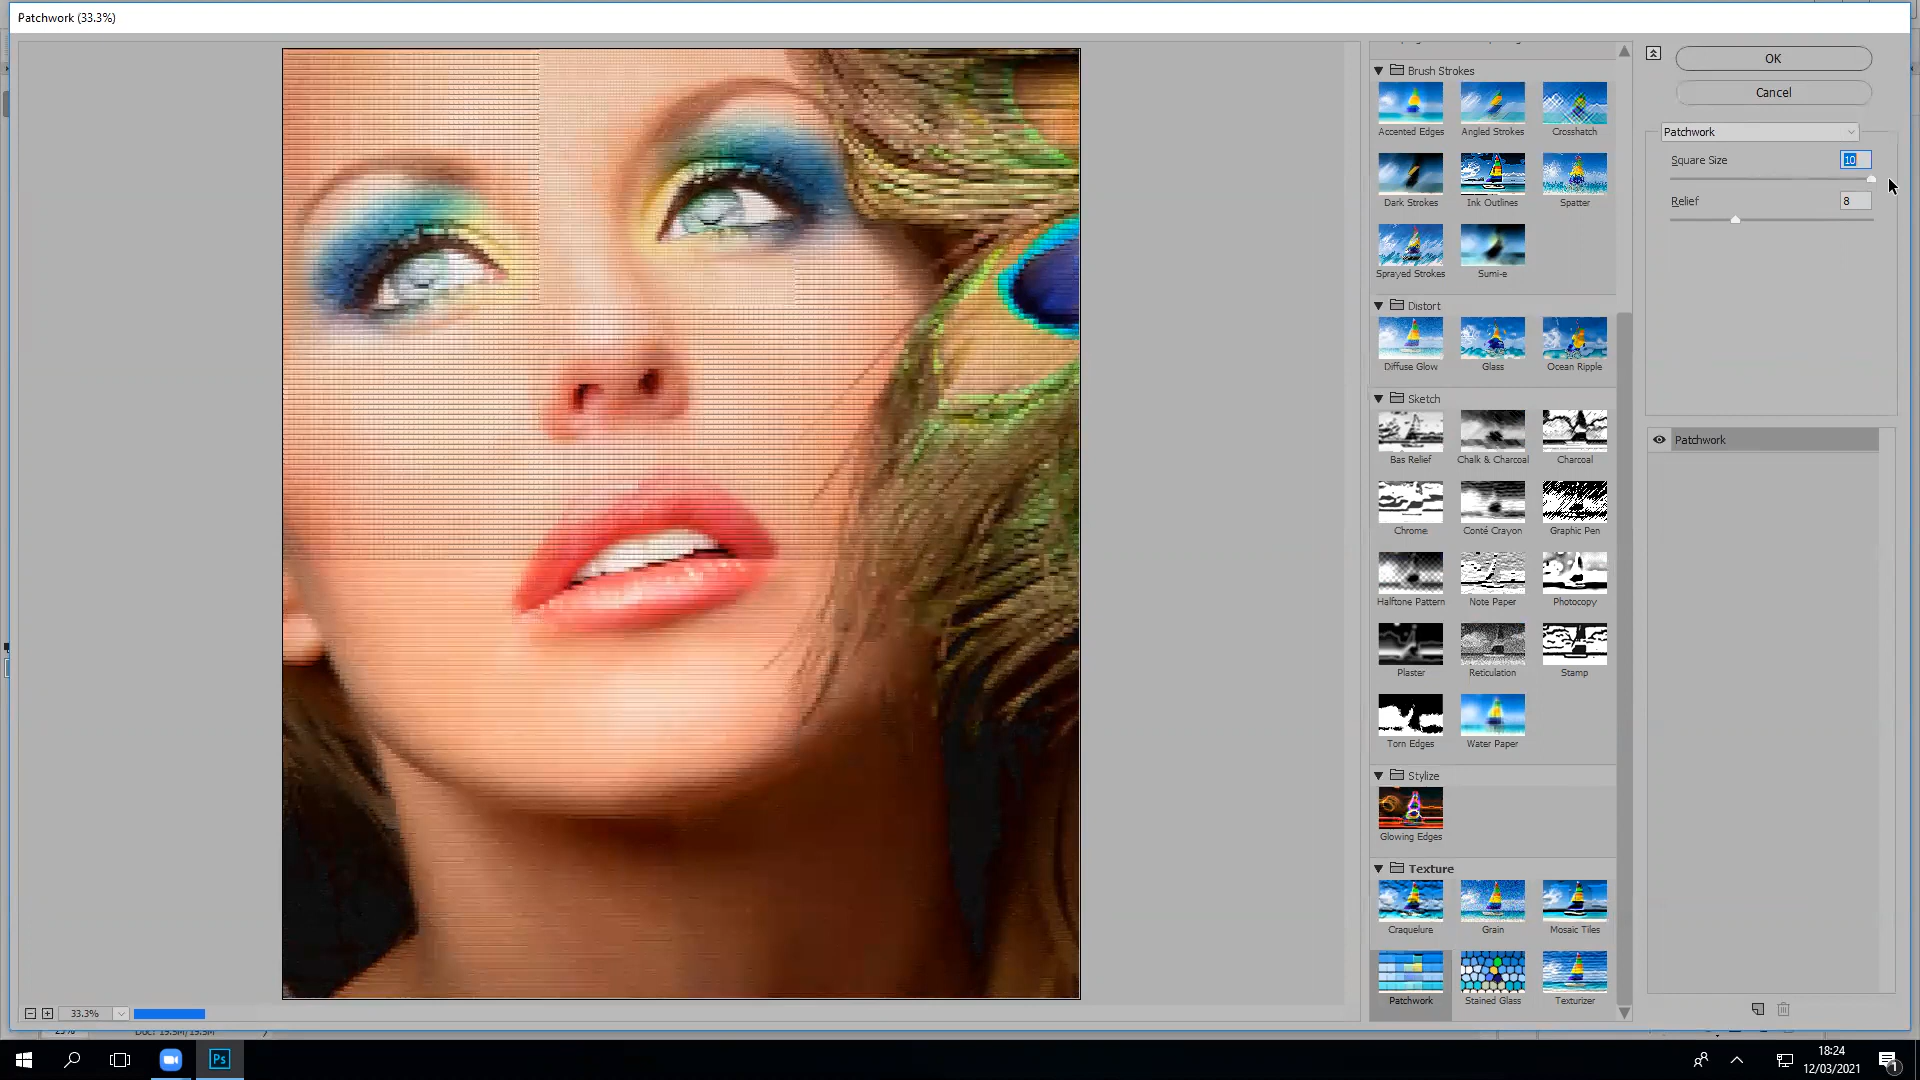 Patchwork (33.3%)
Brush Strokes
Accented Edges
Angled Strokes
Crosshatch
Dark Strokes
Ink Outlines
Spatter
Sprayed Strokes
Sumi-e
Distort
Diffuse Glow
Glass
Ocean Ripple
Sketch
Bas Relief
Chalk & Charcoal
Charcoal
Chrome
Conté Crayon
Graphic Pen
Halftone Pattern
Note Paper
Photocopy
Plaster
Reticulation
Stamp
Torn Edges
Water Paper
Stylize
Glowing Edges
Texture
Craquelure
Grain
Mosaic Tiles
Patchwork
Stained Glass
Texturizer
OK
Cancel
Patchwork
Square Size 10
Relief 8
Patchwork
33.3%
Ps
18:24
12/03/2021
1